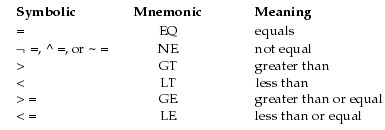 Symbolic Mnemonic Meaning
= EQ equals
¬ =, ^ =, or ~ = NE not equal
> GT greater than
< LT less than
> = GE greater than or equal
< = LE less than or equal